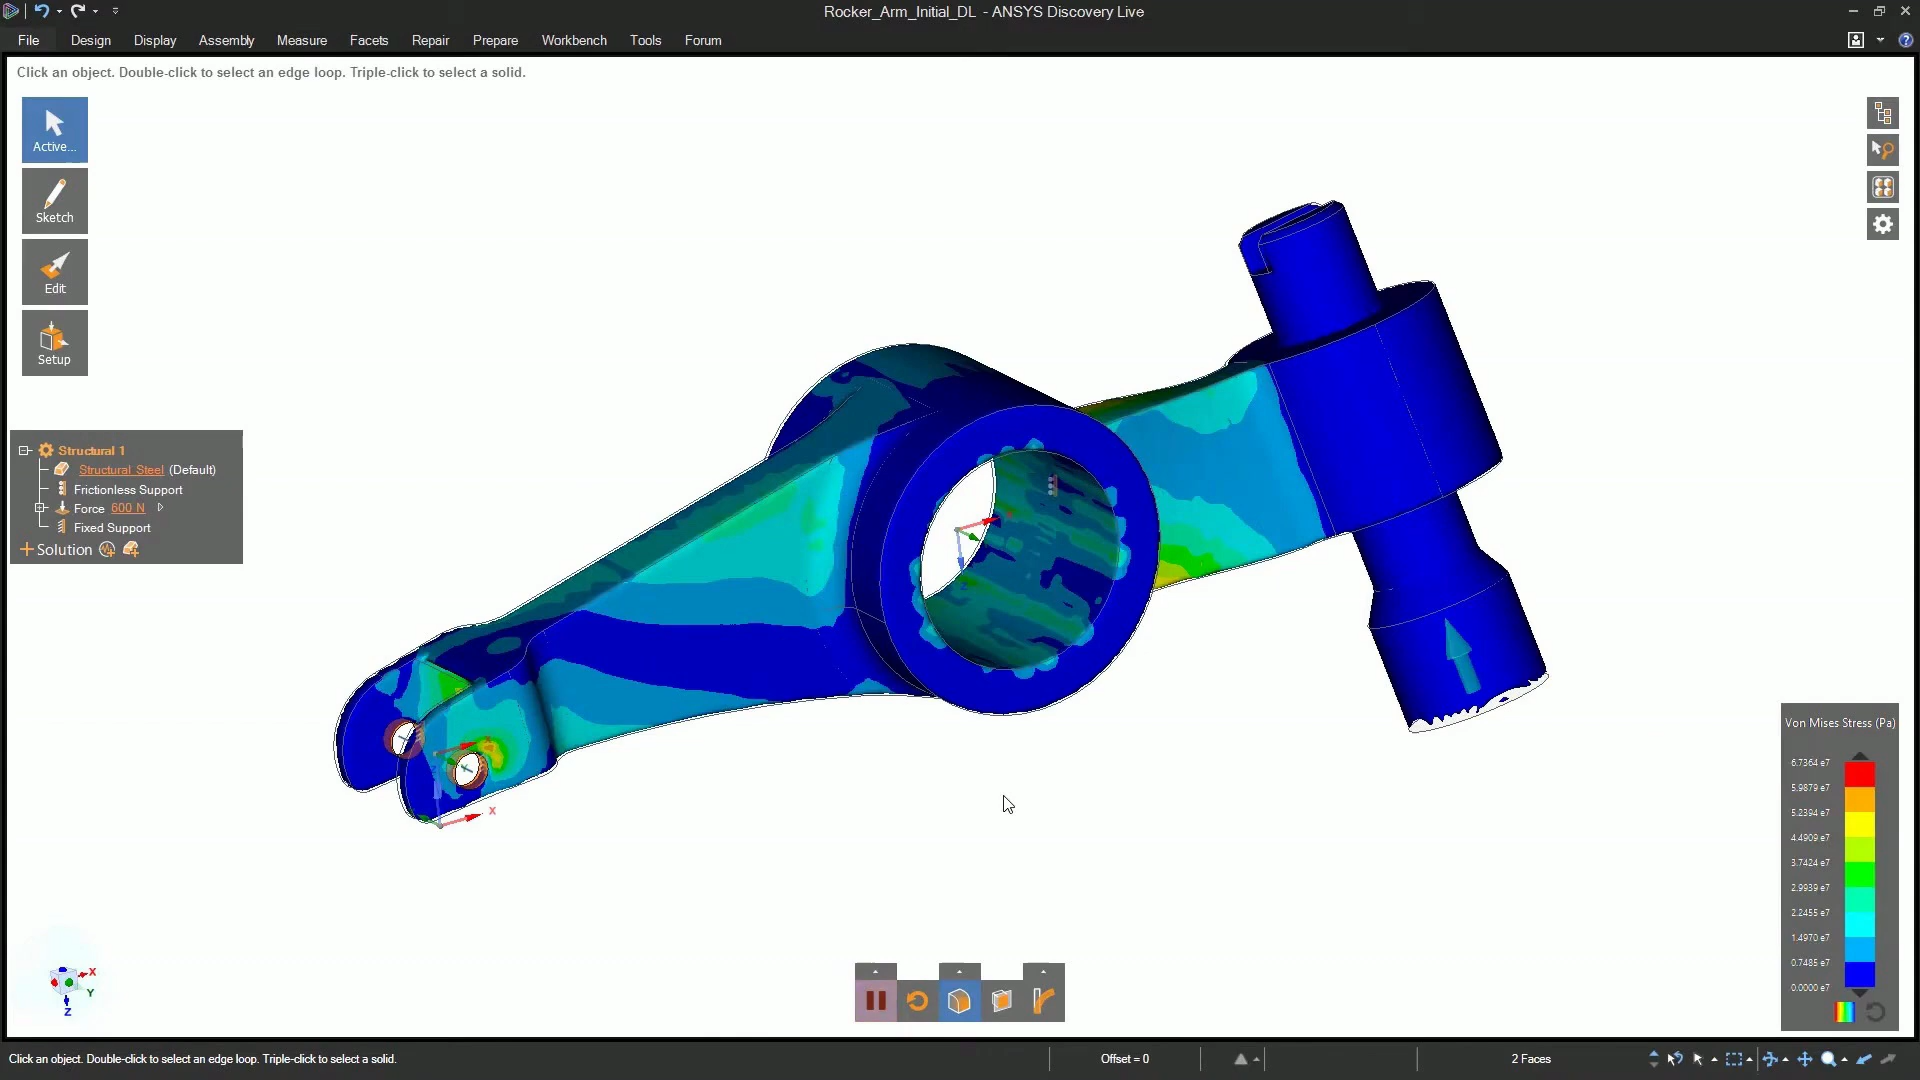 Rocker_Arm_Initial_DL - ANSYS Discovery Live
File Design Display Assembly Measure Facets Repair Prepare Workbench Tools Forum
Click an object. Double-click to select an edge loop. Triple-click to select a solid.
Active...
Sketch
Edit
Setup
Structural 1
Structural Steel (Default)
Frictionless Support
Force 600 N
Fixed Support
Solution
X
X
Y
Z
Von Mises Stress (Pa)
6.7364 e7
5.9879 e7
5.2394 e7
4.4909 e7
3.7424 e7
2.9939 e7
2.2455 e7
1.4970 e7
0.7485 e7
0.0000 e7
Click an object. Double-click to select an edge loop. Triple-click to select a solid.
Offset = 0
2 Faces